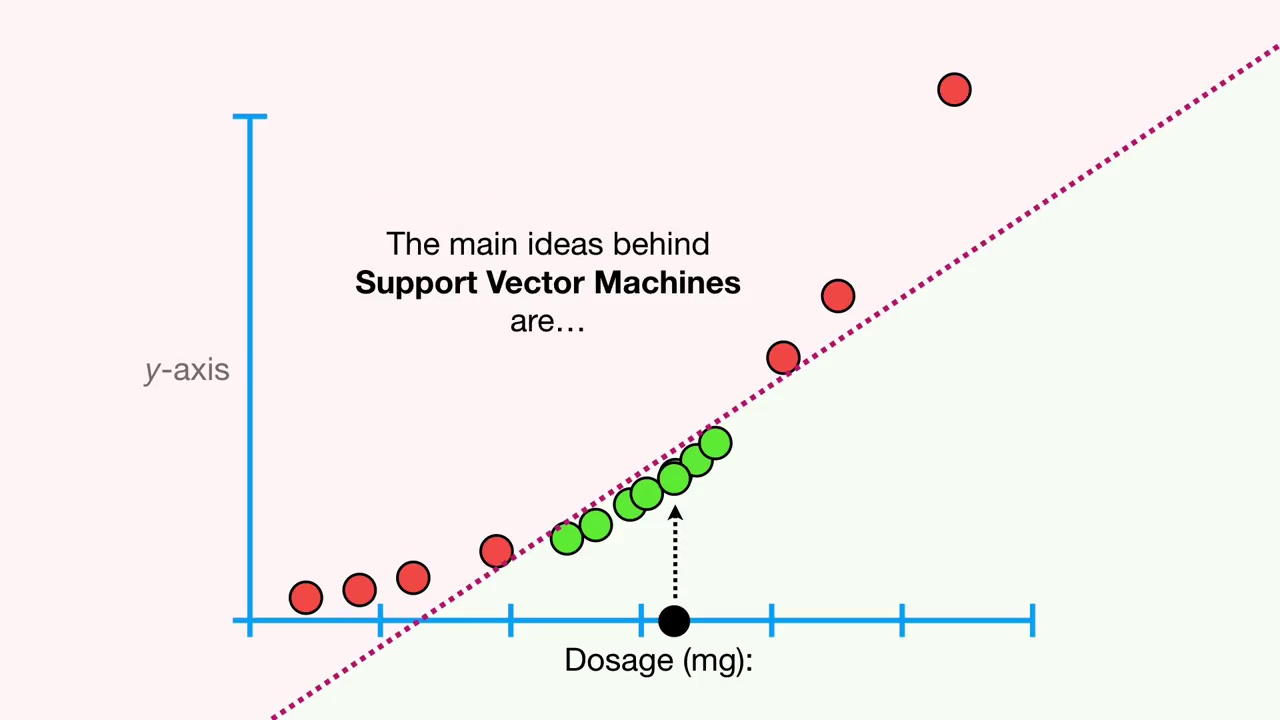 The main ideas behind
Support Vector Machines
are…
y-axis
Dosage (mg):